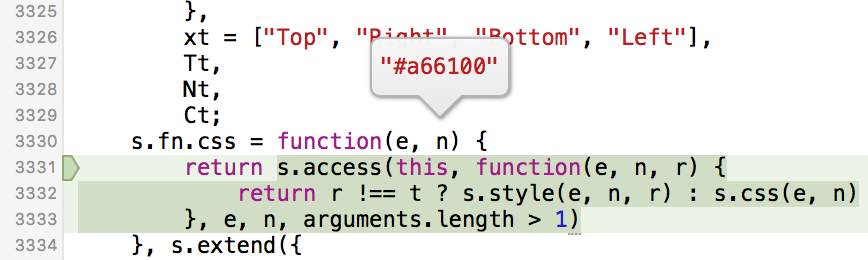 3325 },
3326 xt = ["Top", "Right", "Bottom", "Left"],
"#a66100"
3327 Tt,
3328 Nt,
3329 Ct;
3330 s.fn.css = function(e, n) {
3331 return s.access(this, function(e, n, r) {
3332 return r !== t ? s.style(e, n, r) : s.css(e, n)
3333 }, e, n, arguments.length > 1)
3334 }, s.extend({